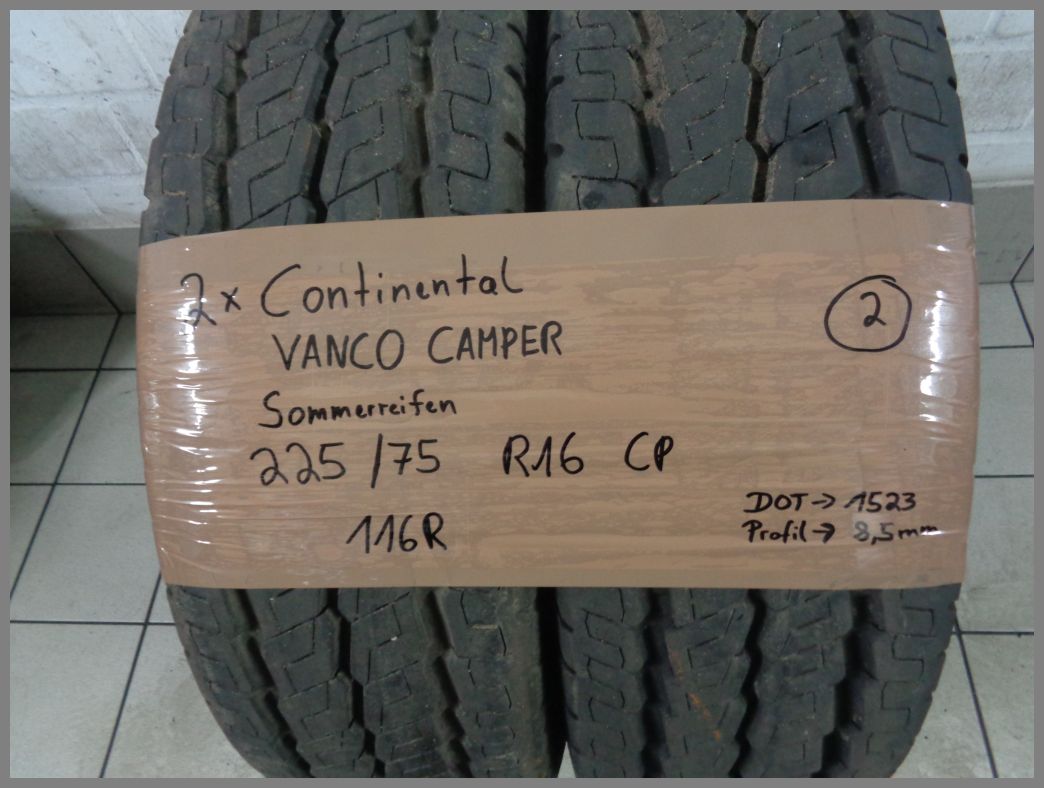 2x Continental
2
VANCO CAMPER
Sommerreifen
225 /75 R16 CP
116R
DOT → 1523
Profil → 8,5mm